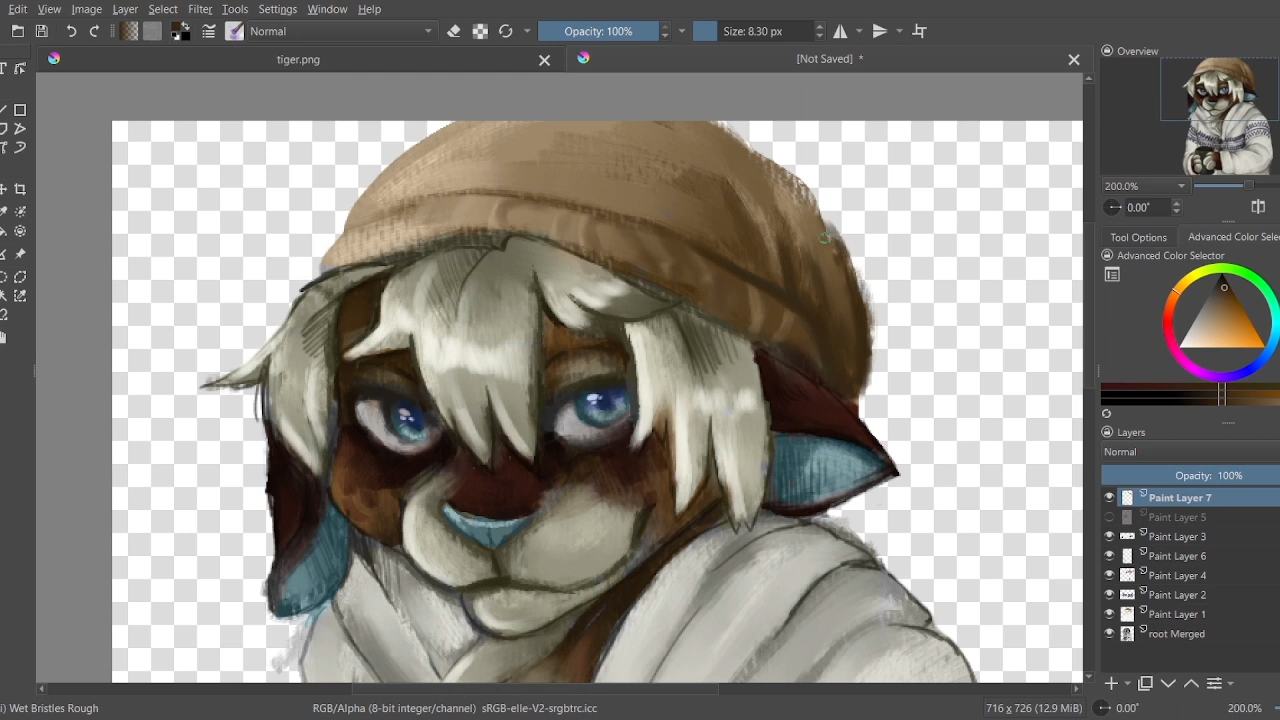 Edit View Image Layer Select Filter Tools Settings Window Help
Normal Opacity: 100% Size: 8.30 px
tiger.png [Not Saved] *
Overview
200.0%
0.00°
Tool Options Advanced Color Sele
Advanced Color Selector
Layers
Normal
Opacity: 100%
Paint Layer 7
Paint Layer 5
Paint Layer 3
Paint Layer 6
Paint Layer 4
Paint Layer 2
Paint Layer 1
root Merged
i) Wet Bristles Rough RGB/Alpha (8-bit integer/channel) sRGB-elle-V2-srgbtrc.icc 716 x 726 (12.9 MiB) 0.00° 200.0%